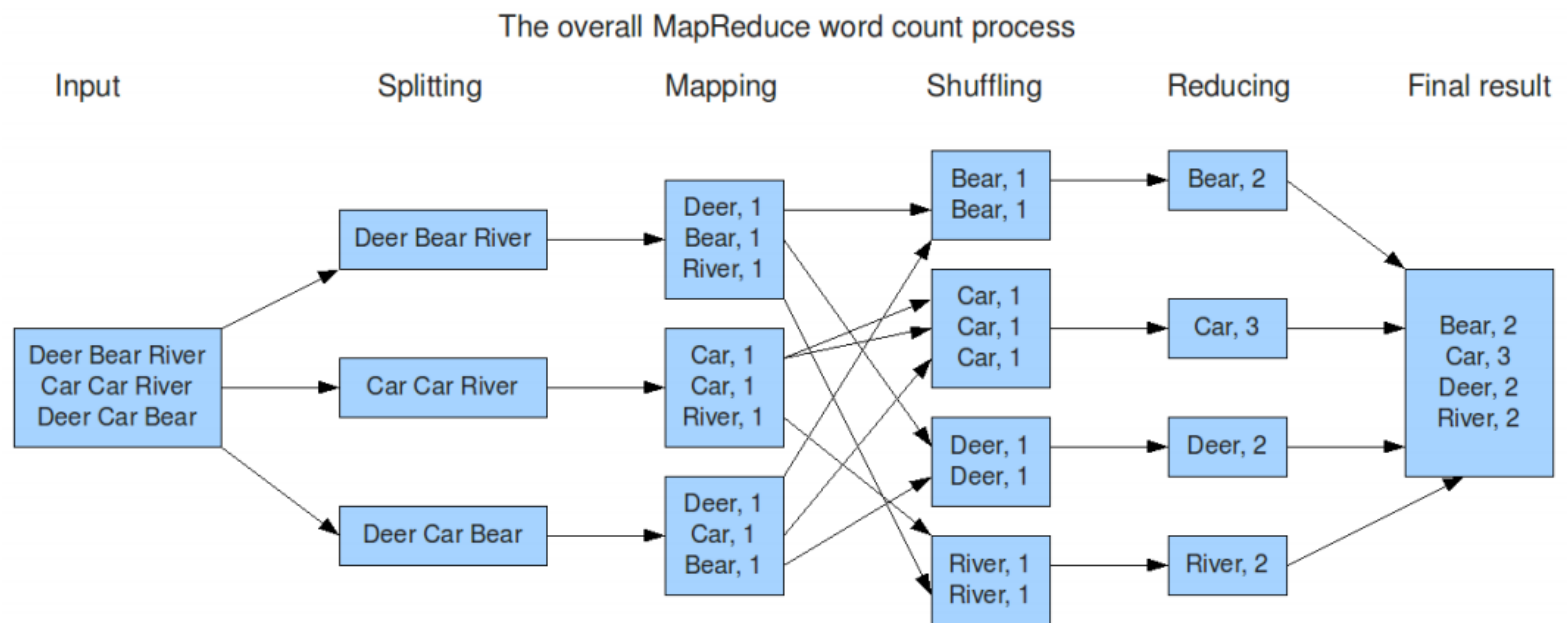 The overall MapReduce word count process
Input
Splitting
Mapping
Shuffling
Reducing
Final result
Deer Bear River
Car Car River
Deer Car Bear
Deer Bear River
Car Car River
Deer Car Bear
Deer, 1
Bear, 1
River, 1
Car, 1
Car, 1
River, 1
Deer, 1
Car, 1
Bear, 1
Bear, 1
Bear, 1
Car, 1
Car, 1
Car, 1
Deer, 1
Deer, 1
River, 1
River, 1
Bear, 2
Car, 3
Deer, 2
River, 2
Bear, 2
Car, 3
Deer, 2
River, 2